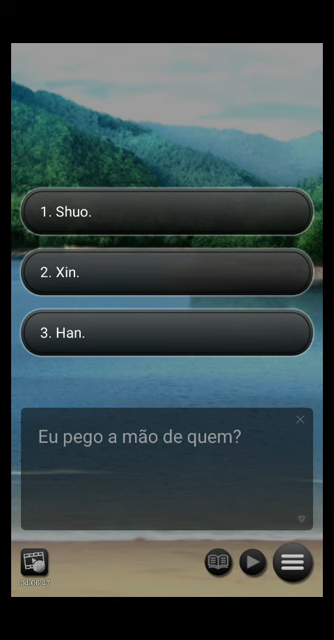 1. Shuo.
2. Xin.
3. Han.
Eu pego a mão de quem?